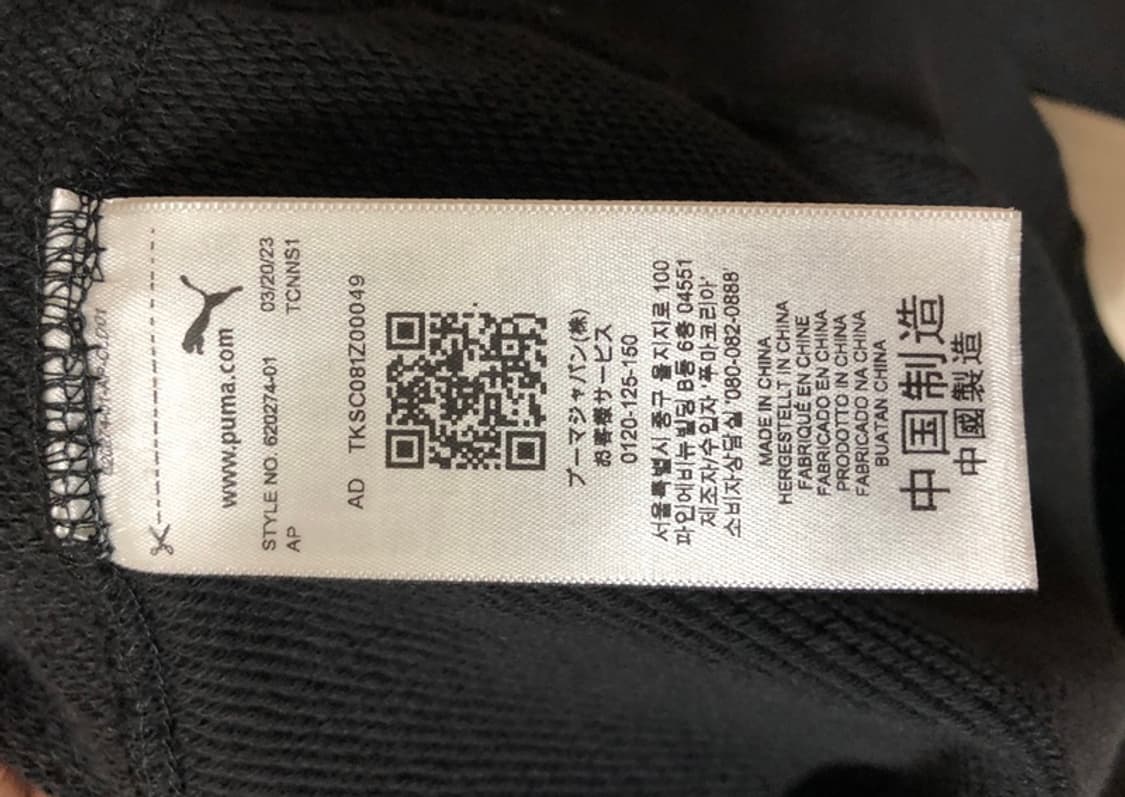 www.puma.com
STYLE NO. 620274-01 03/20/23
AP TCNNS1
AD TKSC081Z00049
プーマジャパン(株)
お客様サービス
0120-125-150
서울특별시 중구 을지로 100
파인에비뉴빌딩 B동 6층 04551
제조자수입자'푸마코리아'
소비자상담실 '080-082-0888'
MADE IN CHINA
HERGESTELLT IN CHINA
FABRIQUÉ EN CHINE
FABRICADO EN CHINA
PRODOTTO IN CHINA
FABRICADO NA CHINA
BUATAN CHINA
中国制造
中國製造